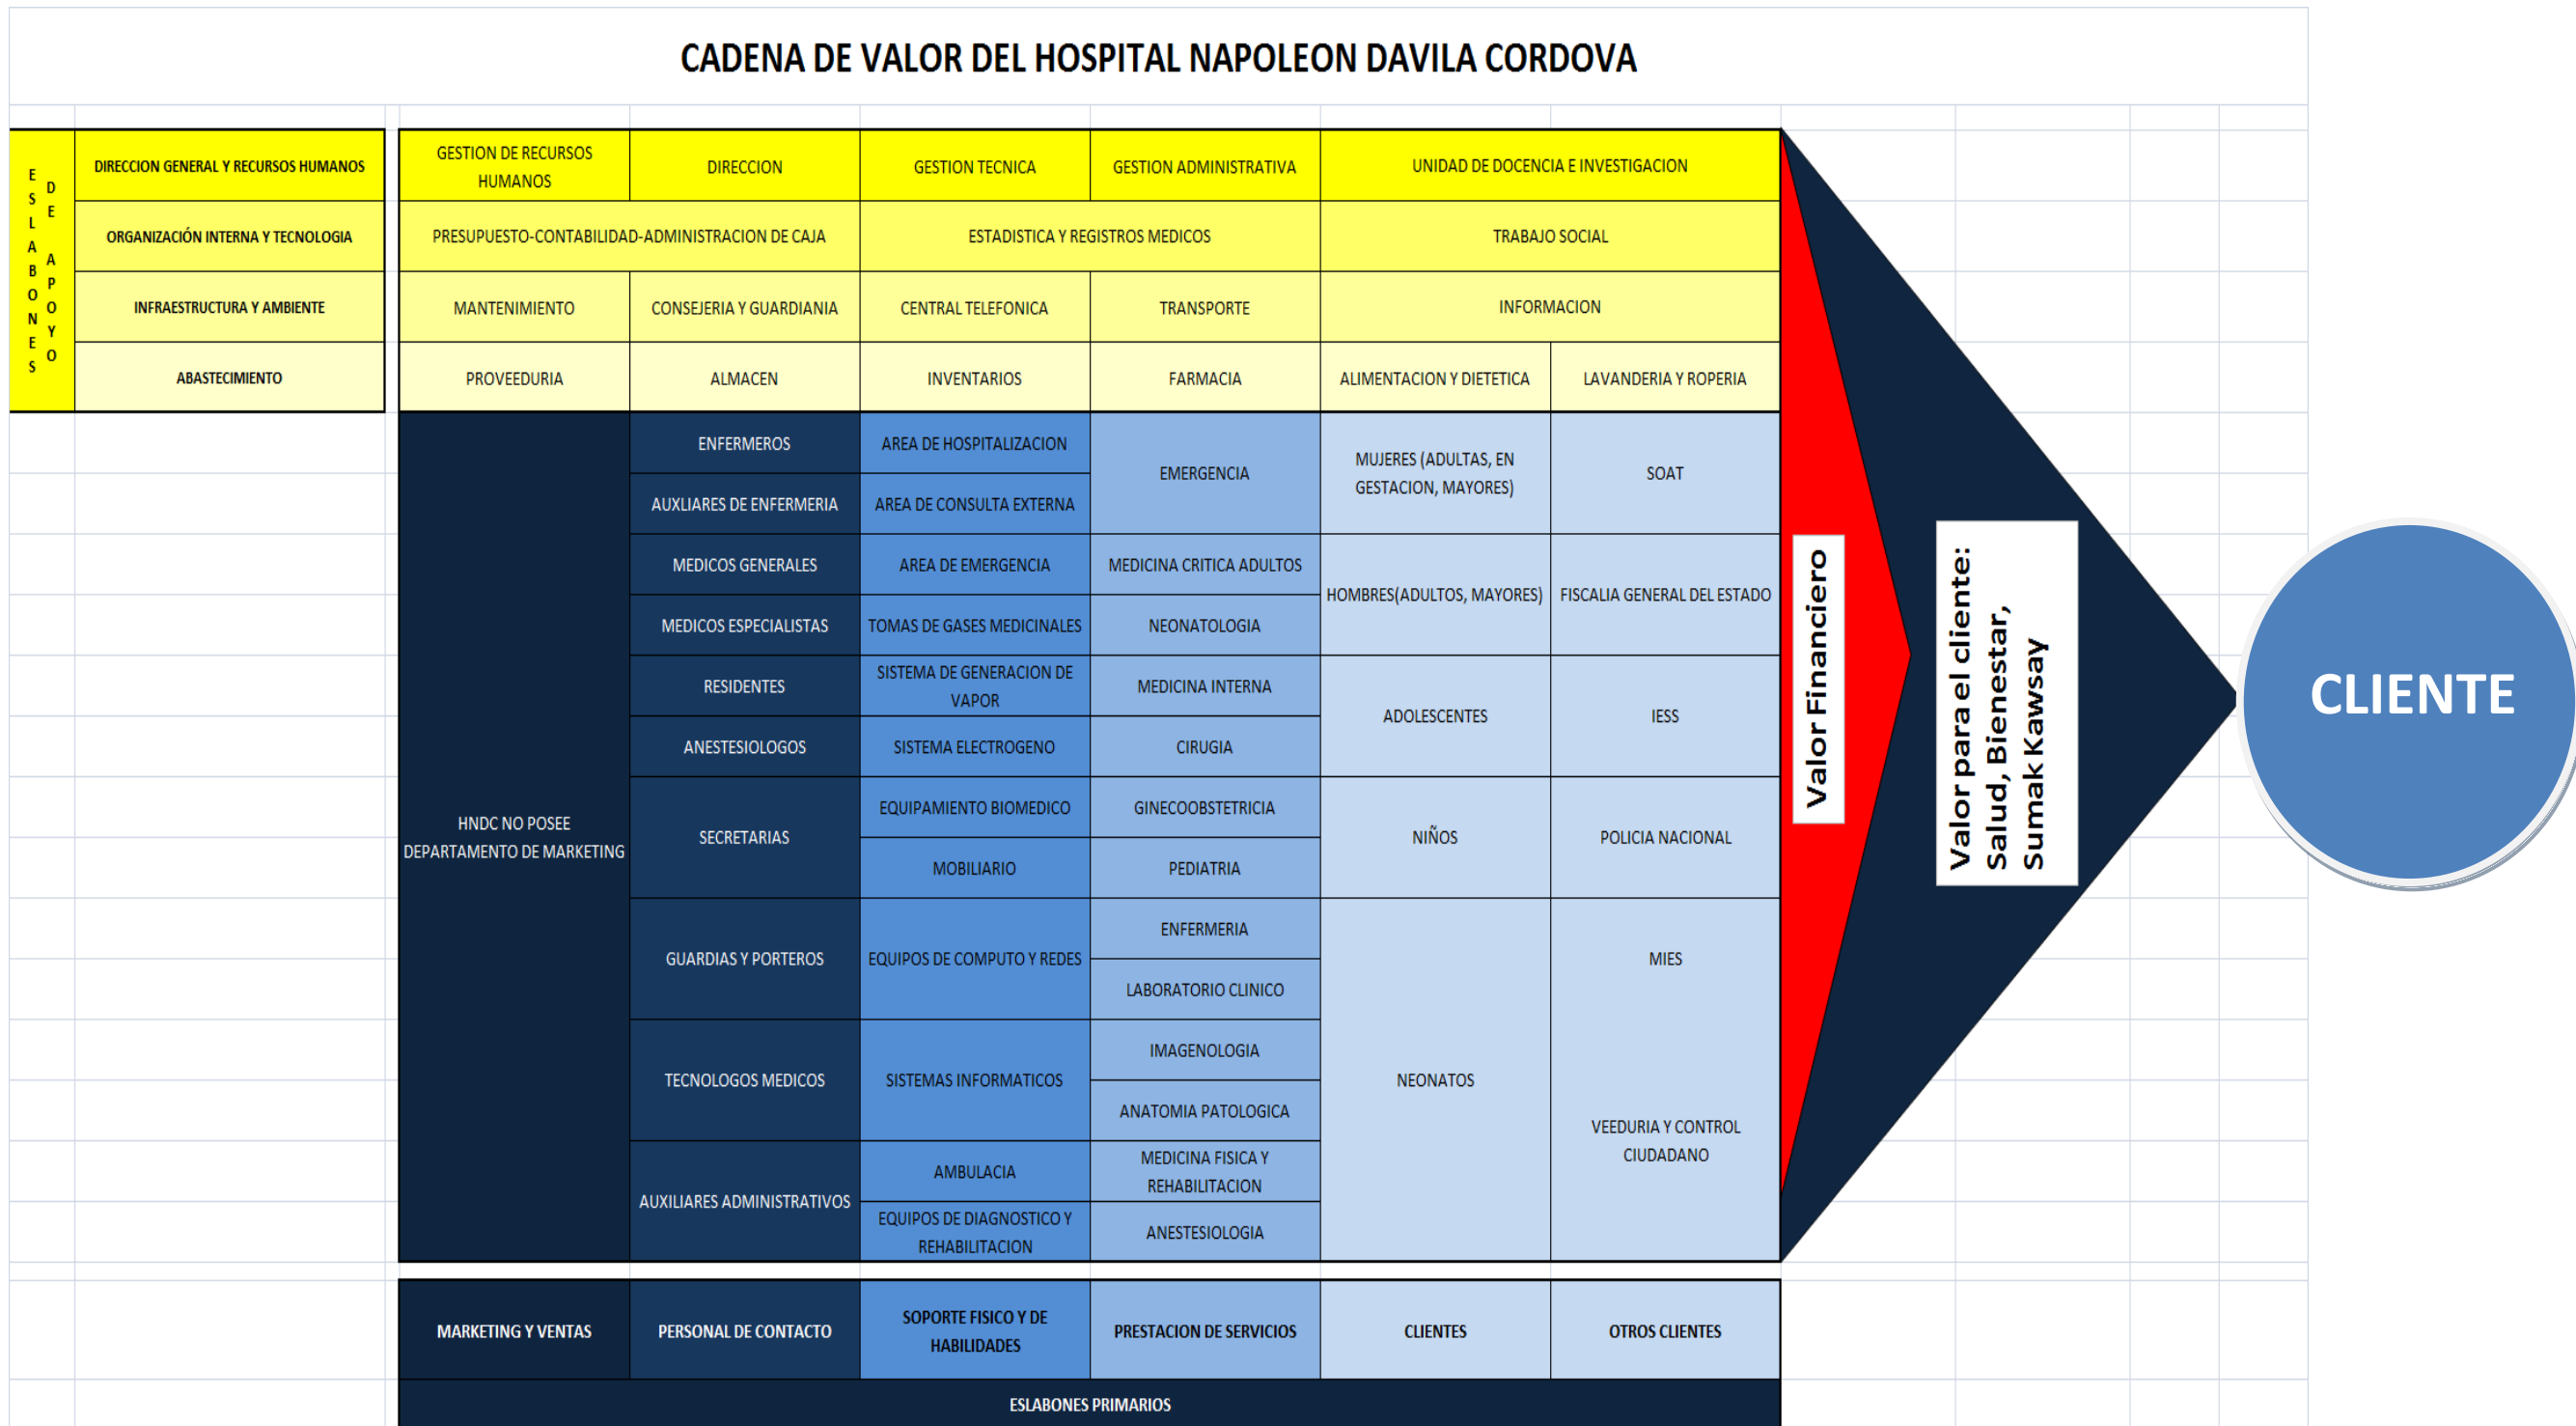 CADENA DE VALOR DEL HOSPITAL NAPOLEON DAVILA CORDOVA
ESLABONES
DE APOYO
DIRECCION GENERAL Y RECURSOS HUMANOS
GESTION DE RECURSOS
HUMANOS
DIRECCION
GESTION TECNICA
GESTION ADMINISTRATIVA
UNIDAD DE DOCENCIA E INVESTIGACION
ORGANIZACIÓN INTERNA Y TECNOLOGIA
PRESUPUESTO-CONTABILIDAD-ADMINISTRACION DE CAJA
ESTADISTICA Y REGISTROS MEDICOS
TRABAJO SOCIAL
INFRAESTRUCTURA Y AMBIENTE
MANTENIMIENTO
CONSEJERIA Y GUARDIANIA
CENTRAL TELEFONICA
TRANSPORTE
INFORMACION
ABASTECIMIENTO
PROVEEDURIA
ALMACEN
INVENTARIOS
FARMACIA
ALIMENTACION Y DIETETICA
LAVANDERIA Y ROPERIA
HNDC NO POSEE
DEPARTAMENTO DE MARKETING
ENFERMEROS
AUXLIARES DE ENFERMERIA
MEDICOS GENERALES
MEDICOS ESPECIALISTAS
RESIDENTES
ANESTESIOLOGOS
SECRETARIAS
GUARDIAS Y PORTEROS
TECNOLOGOS MEDICOS
AUXILIARES ADMINISTRATIVOS
AREA DE HOSPITALIZACION
AREA DE CONSULTA EXTERNA
AREA DE EMERGENCIA
TOMAS DE GASES MEDICINALES
SISTEMA DE GENERACION DE
VAPOR
SISTEMA ELECTROGENO
EQUIPAMIENTO BIOMEDICO
MOBILIARIO
EQUIPOS DE COMPUTO Y REDES
SISTEMAS INFORMATICOS
AMBULACIA
EQUIPOS DE DIAGNOSTICO Y
REHABILITACION
EMERGENCIA
MEDICINA CRITICA ADULTOS
NEONATOLOGIA
MEDICINA INTERNA
CIRUGIA
GINECOOBSTETRICIA
PEDIATRIA
ENFERMERIA
LABORATORIO CLINICO
IMAGENOLOGIA
ANATOMIA PATOLOGICA
MEDICINA FISICA Y
REHABILITACION
ANESTESIOLOGIA
MUJERES (ADULTAS, EN
GESTACION, MAYORES)
HOMBRES(ADULTOS, MAYORES)
ADOLESCENTES
NIÑOS
NEONATOS
SOAT
FISCALIA GENERAL DEL ESTADO
IESS
POLICIA NACIONAL
MIES
VEEDURIA Y CONTROL
CIUDADANO
Valor Financiero
Valor para el cliente:
Salud, Bienestar,
Sumak Kawsay
CLIENTE
MARKETING Y VENTAS
PERSONAL DE CONTACTO
SOPORTE FISICO Y DE
HABILIDADES
PRESTACION DE SERVICIOS
CLIENTES
OTROS CLIENTES
ESLABONES PRIMARIOS